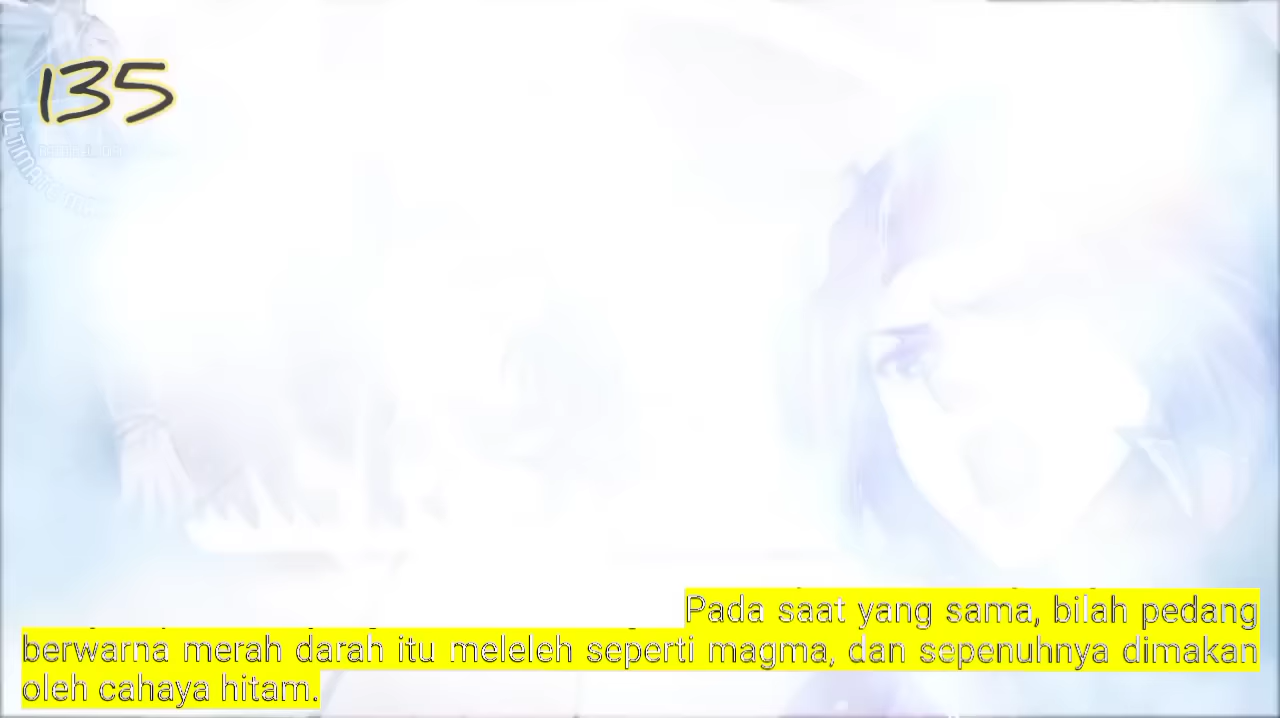 135
ULTIMATE
Pada saat yang sama, bilah pedang
berwarna merah darah itu meleleh seperti magma, dan sepenuhnya dimakan
oleh cahaya hitam.